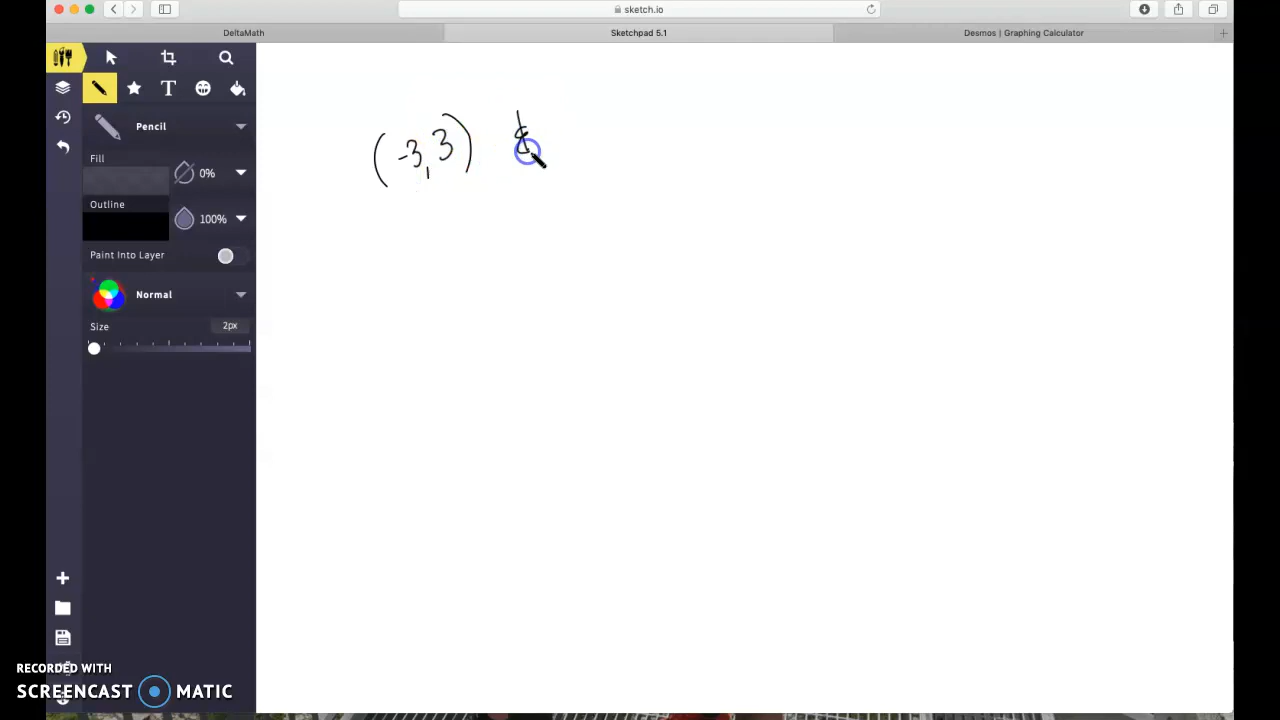 sketch.io
DeltaMath
Sketchpad 5.1
Desmos | Graphing Calculator
T
Pencil
Fill
0%
Outline
100%
Paint Into Layer
Normal
Size
2px
(-3,3) &
RECORDED WITH
SCREENCAST MATIC